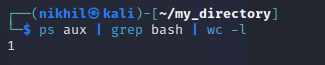 ┌──(nikhil㉿kali)-[~/my_directory]
└─$ ps aux | grep bash | wc -l
1